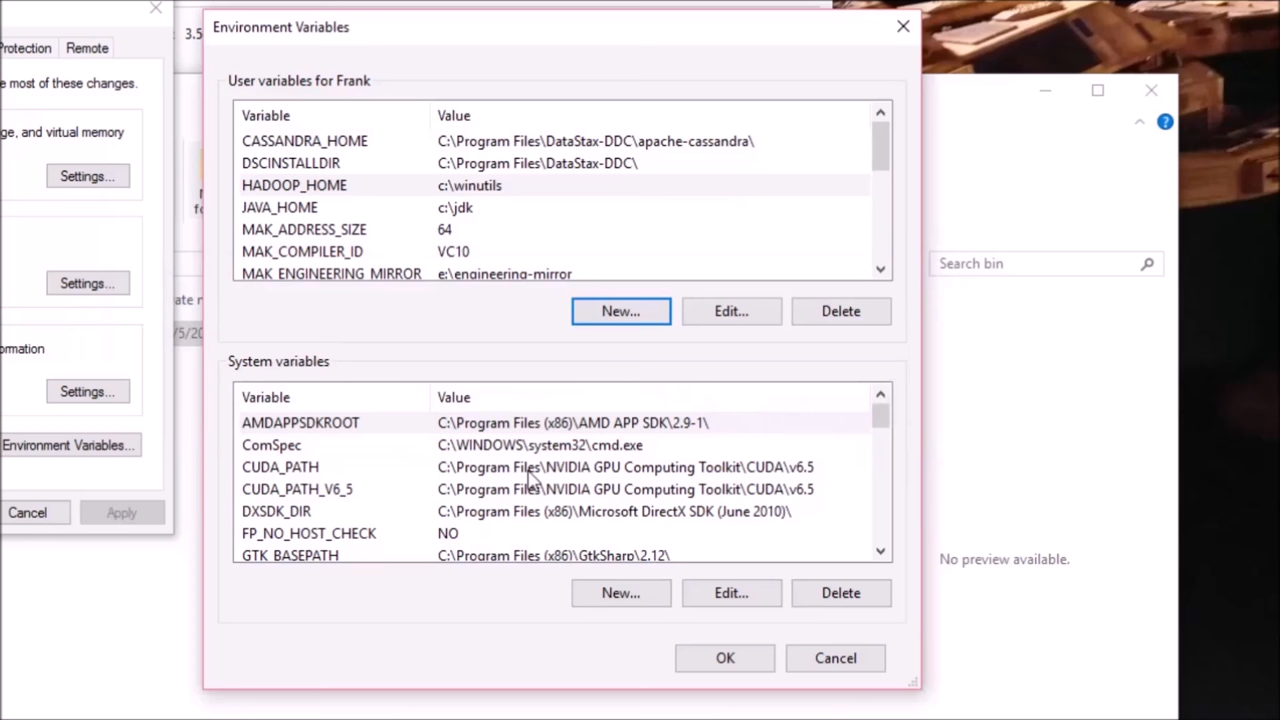 Protection
Remote
e most of these changes.
ge, and virtual memory
Settings...
Settings...
ormation
Settings...
Environment Variables...
Cancel
Apply
3.5
Environment Variables
User variables for Frank
Variable Value
CASSANDRA_HOME C:\Program Files\DataStax-DDC\apache-cassandra\
DSCINSTALLDIR C:\Program Files\DataStax-DDC\
HADOOP_HOME c:\winutils
JAVA_HOME c:\jdk
MAK_ADDRESS_SIZE 64
MAK_COMPILER_ID VC10
MAK_ENGINEERING_MIRROR e:\engineering-mirror
New... Edit... Delete
System variables
Variable Value
AMDAPPSDKROOT C:\Program Files (x86)\AMD APP SDK\2.9-1\
ComSpec C:\WINDOWS\system32\cmd.exe
CUDA_PATH C:\Program Files\NVIDIA GPU Computing Toolkit\CUDA\v6.5
CUDA_PATH_V6_5 C:\Program Files\NVIDIA GPU Computing Toolkit\CUDA\v6.5
DXSDK_DIR C:\Program Files (x86)\Microsoft DirectX SDK (June 2010)\
FP_NO_HOST_CHECK NO
GTK_BASEPATH C:\Program Files (x86)\GtkSharp\2.12\
New... Edit... Delete
OK Cancel
ate
/5/20
Search bin
No preview available.